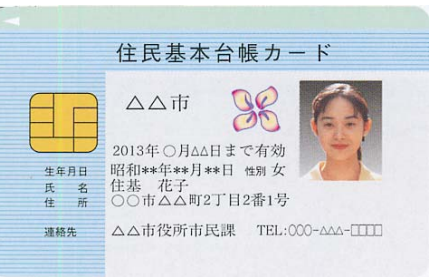 住民基本台帳カード
△△市
2013年○月△△日まで有効
生年月日 昭和**年**月**日 性別 女
氏 名 住基 花子
住 所 ○○市△△町2丁目2番1号
連絡先 △△市役所市民課 TEL:○○○-△△△-□□□□